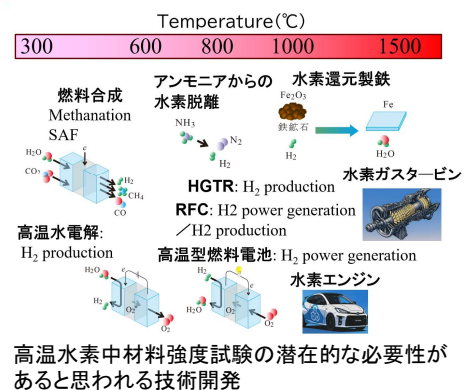 Temperature(℃)
300 600 800 1000 1500
燃料合成
Methanation
SAF
アンモニアからの
水素脱離
水素還元製鉄
Fe₂O₃
鉄鉱石
H₂
Fe
H₂O
NH₃
N₂
H₂
H₂O
CO₂
e
H₂
CH₄
CO
HGTR: H₂ production
RFC: H2 power generation
／H2 production
水素ガスタービン
高温水電解:
H₂ production
高温型燃料電池: H₂ power generation
H₂O
H₂
e
O²⁻
O₂
H₂
H₂O
e
O²⁻
O₂
水素エンジン
高温水素中材料強度試験の潜在的な必要性が
あると思われる技術開発